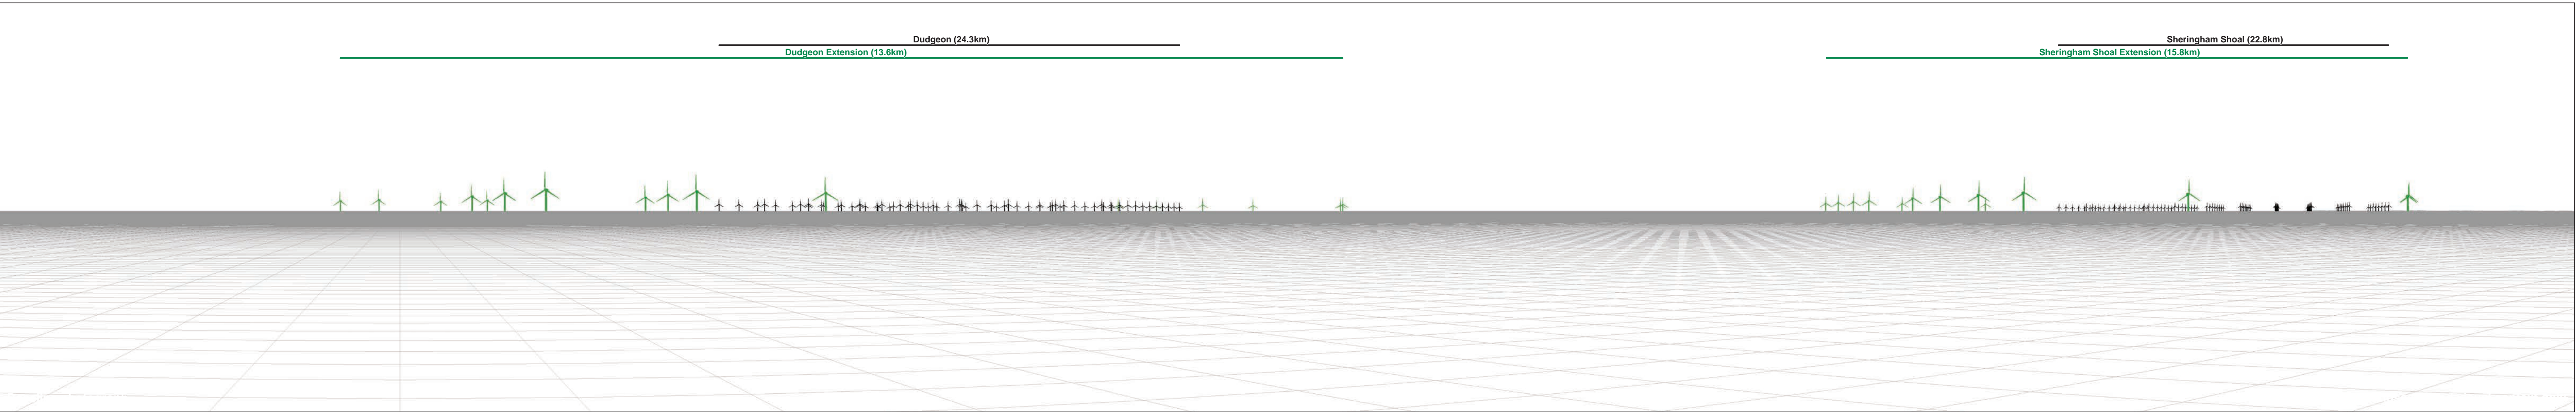 Dudgeon (24.3km)
Dudgeon Extension (13.6km)
Sheringham Shoal (22.8km)
Sheringham Shoal Extension (15.8km)